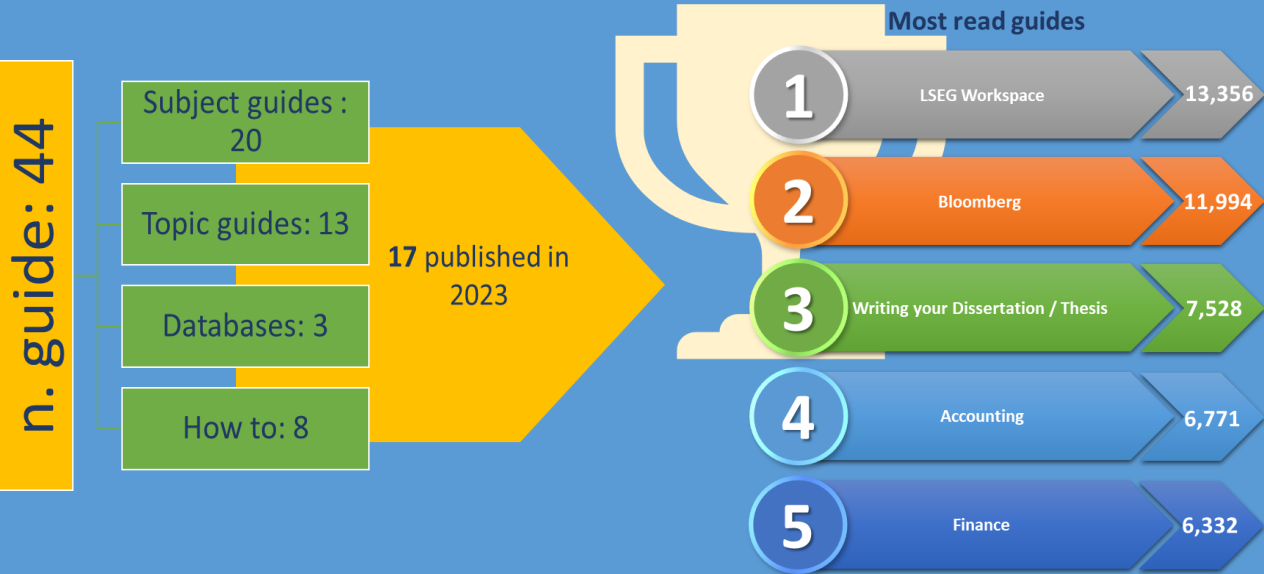 n. guide: 44
Subject guides :
20
Topic guides: 13
Databases: 3
How to: 8
17 published in
2023
Most read guides
1
LSEG Workspace
13,356
2
Bloomberg
11,994
3
Writing your Dissertation / Thesis
7,528
4
Accounting
6,771
5
Finance
6,332